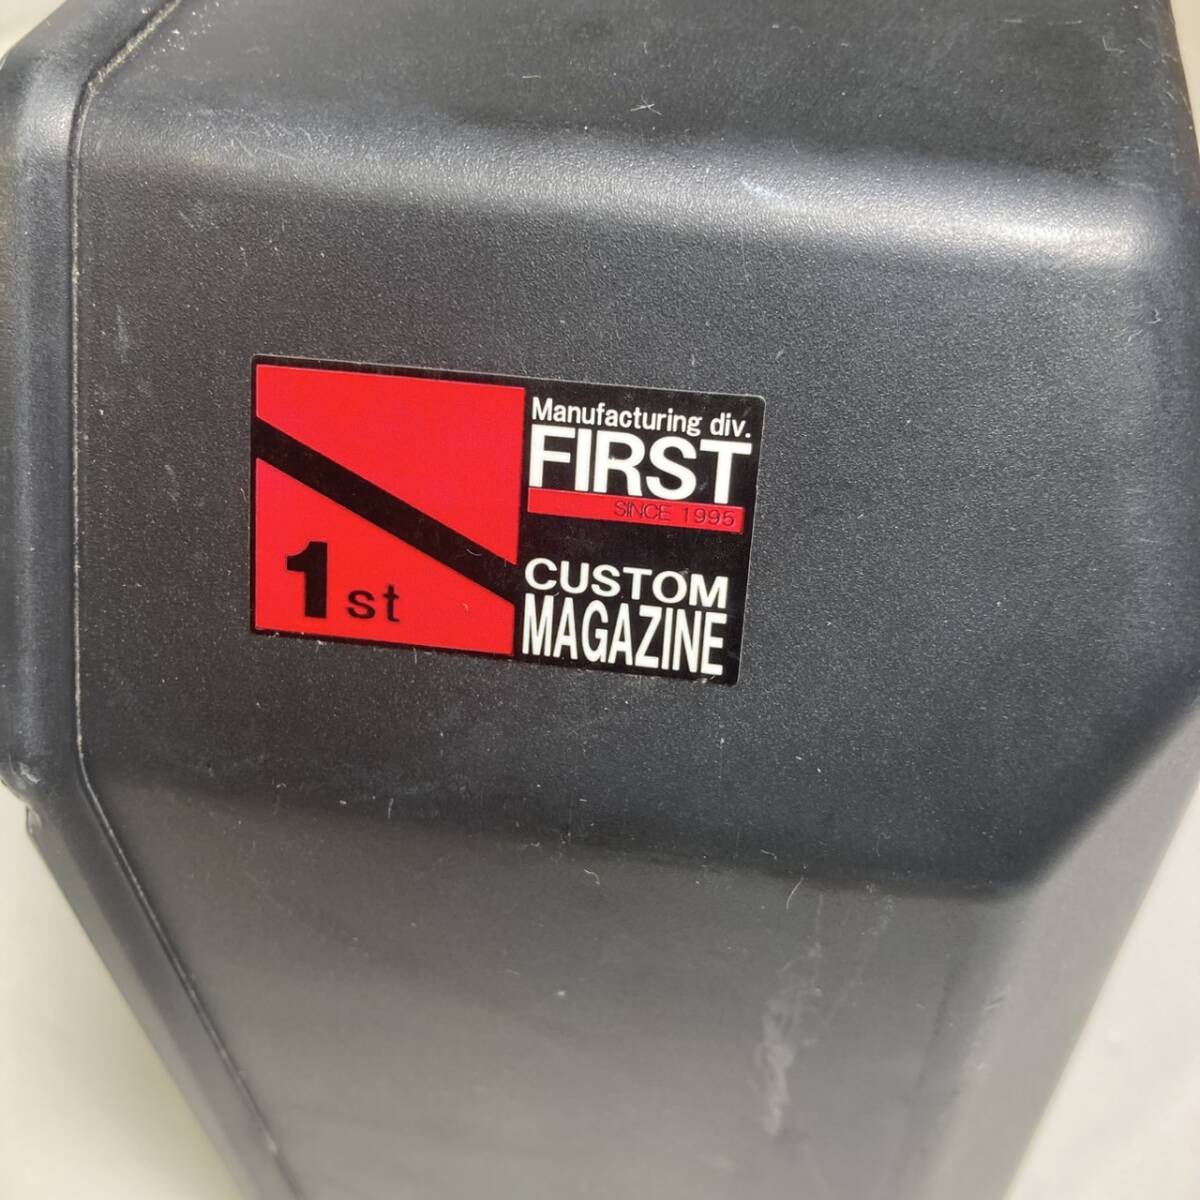 Manufacturing div.
FIRST
SINCE 1995
1st
CUSTOM
MAGAZINE